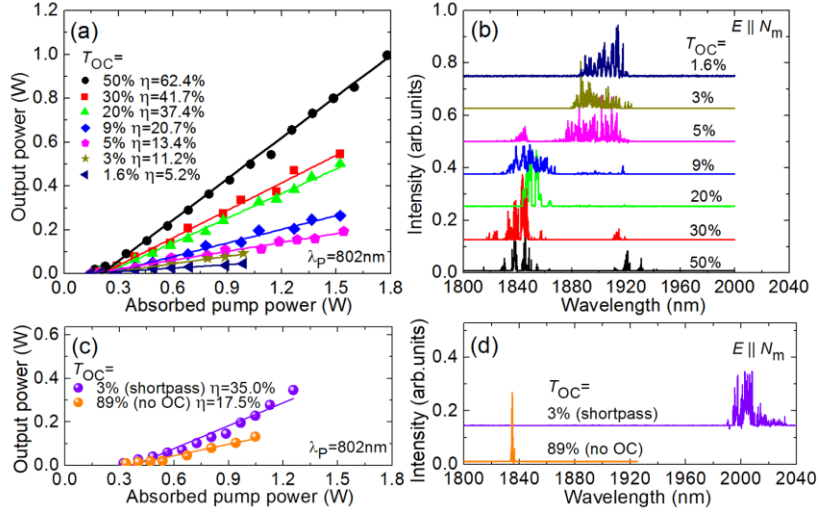 (a)
T_OC=
50% η=62.4%
30% η=41.7%
20% η=37.4%
9% η=20.7%
5% η=13.4%
3% η=11.2%
1.6% η=5.2%
λ_P=802nm
Output power (W)
1.2
1.0
0.8
0.6
0.4
0.2
0.0
0.0 0.3 0.6 0.9 1.2 1.5 1.8
Absorbed pump power (W)
(b)
E || N_m
T_OC=
1.6%
3%
5%
9%
20%
30%
50%
Intensity (arb.units)
1.0
0.8
0.6
0.4
0.2
0.0
1800 1840 1880 1920 1960 2000 2040
Wavelength (nm)
(c)
T_OC=
3% (shortpass) η=35.0%
89% (no OC) η=17.5%
λ_P=802nm
Output power (W)
0.6
0.4
0.2
0.0
0.0 0.3 0.6 0.9 1.2 1.5 1.8
Absorbed pump power (W)
(d)
E || N_m
T_OC=
3% (shortpass)
89% (no OC)
Intensity (arb.units)
0.4
0.2
0.0
1800 1840 1880 1920 1960 2000 2040
Wavelength (nm)